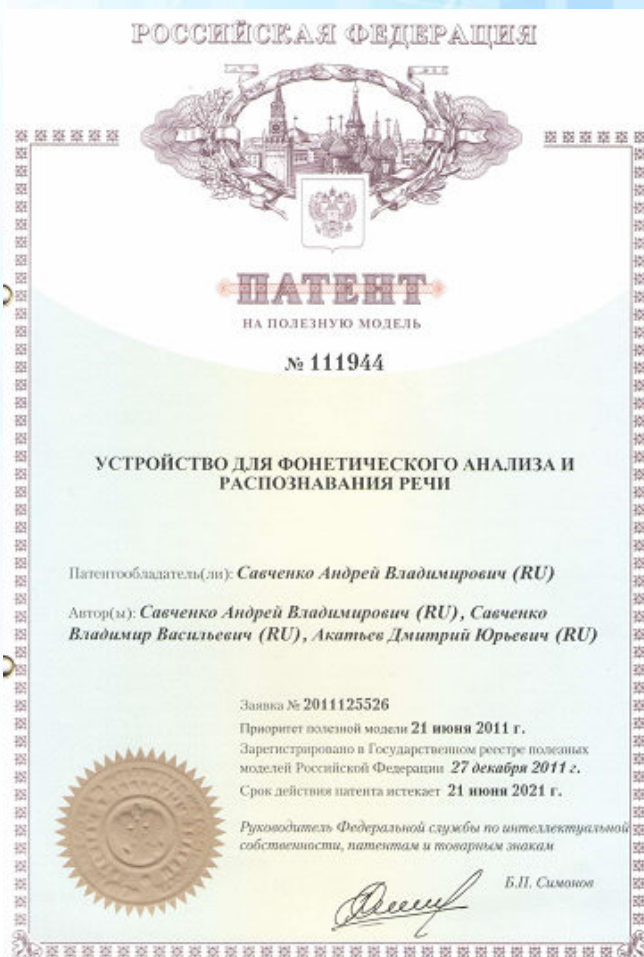 РОССИЙСКАЯ ФЕДЕРАЦИЯ
ПАТЕНТ
НА ПОЛЕЗНУЮ МОДЕЛЬ
№ 111944
УСТРОЙСТВО ДЛЯ ФОНЕТИЧЕСКОГО АНАЛИЗА И
РАСПОЗНАВАНИЯ РЕЧИ
Патентообладатель(ли): Савченко Андрей Владимирович (RU)
Автор(ы): Савченко Андрей Владимирович (RU), Савченко
Владимир Васильевич (RU), Акатьев Дмитрий Юрьевич (RU)
Заявка № 2011125526
Приоритет полезной модели 21 июня 2011 г.
Зарегистрировано в Государственном реестре полезных
моделей Российской Федерации 27 декабря 2011 г.
Срок действия патента истекает 21 июня 2021 г.
Руководитель Федеральной службы по интеллектуальной
собственности, патентам и товарным знакам
Б.П. Симонов